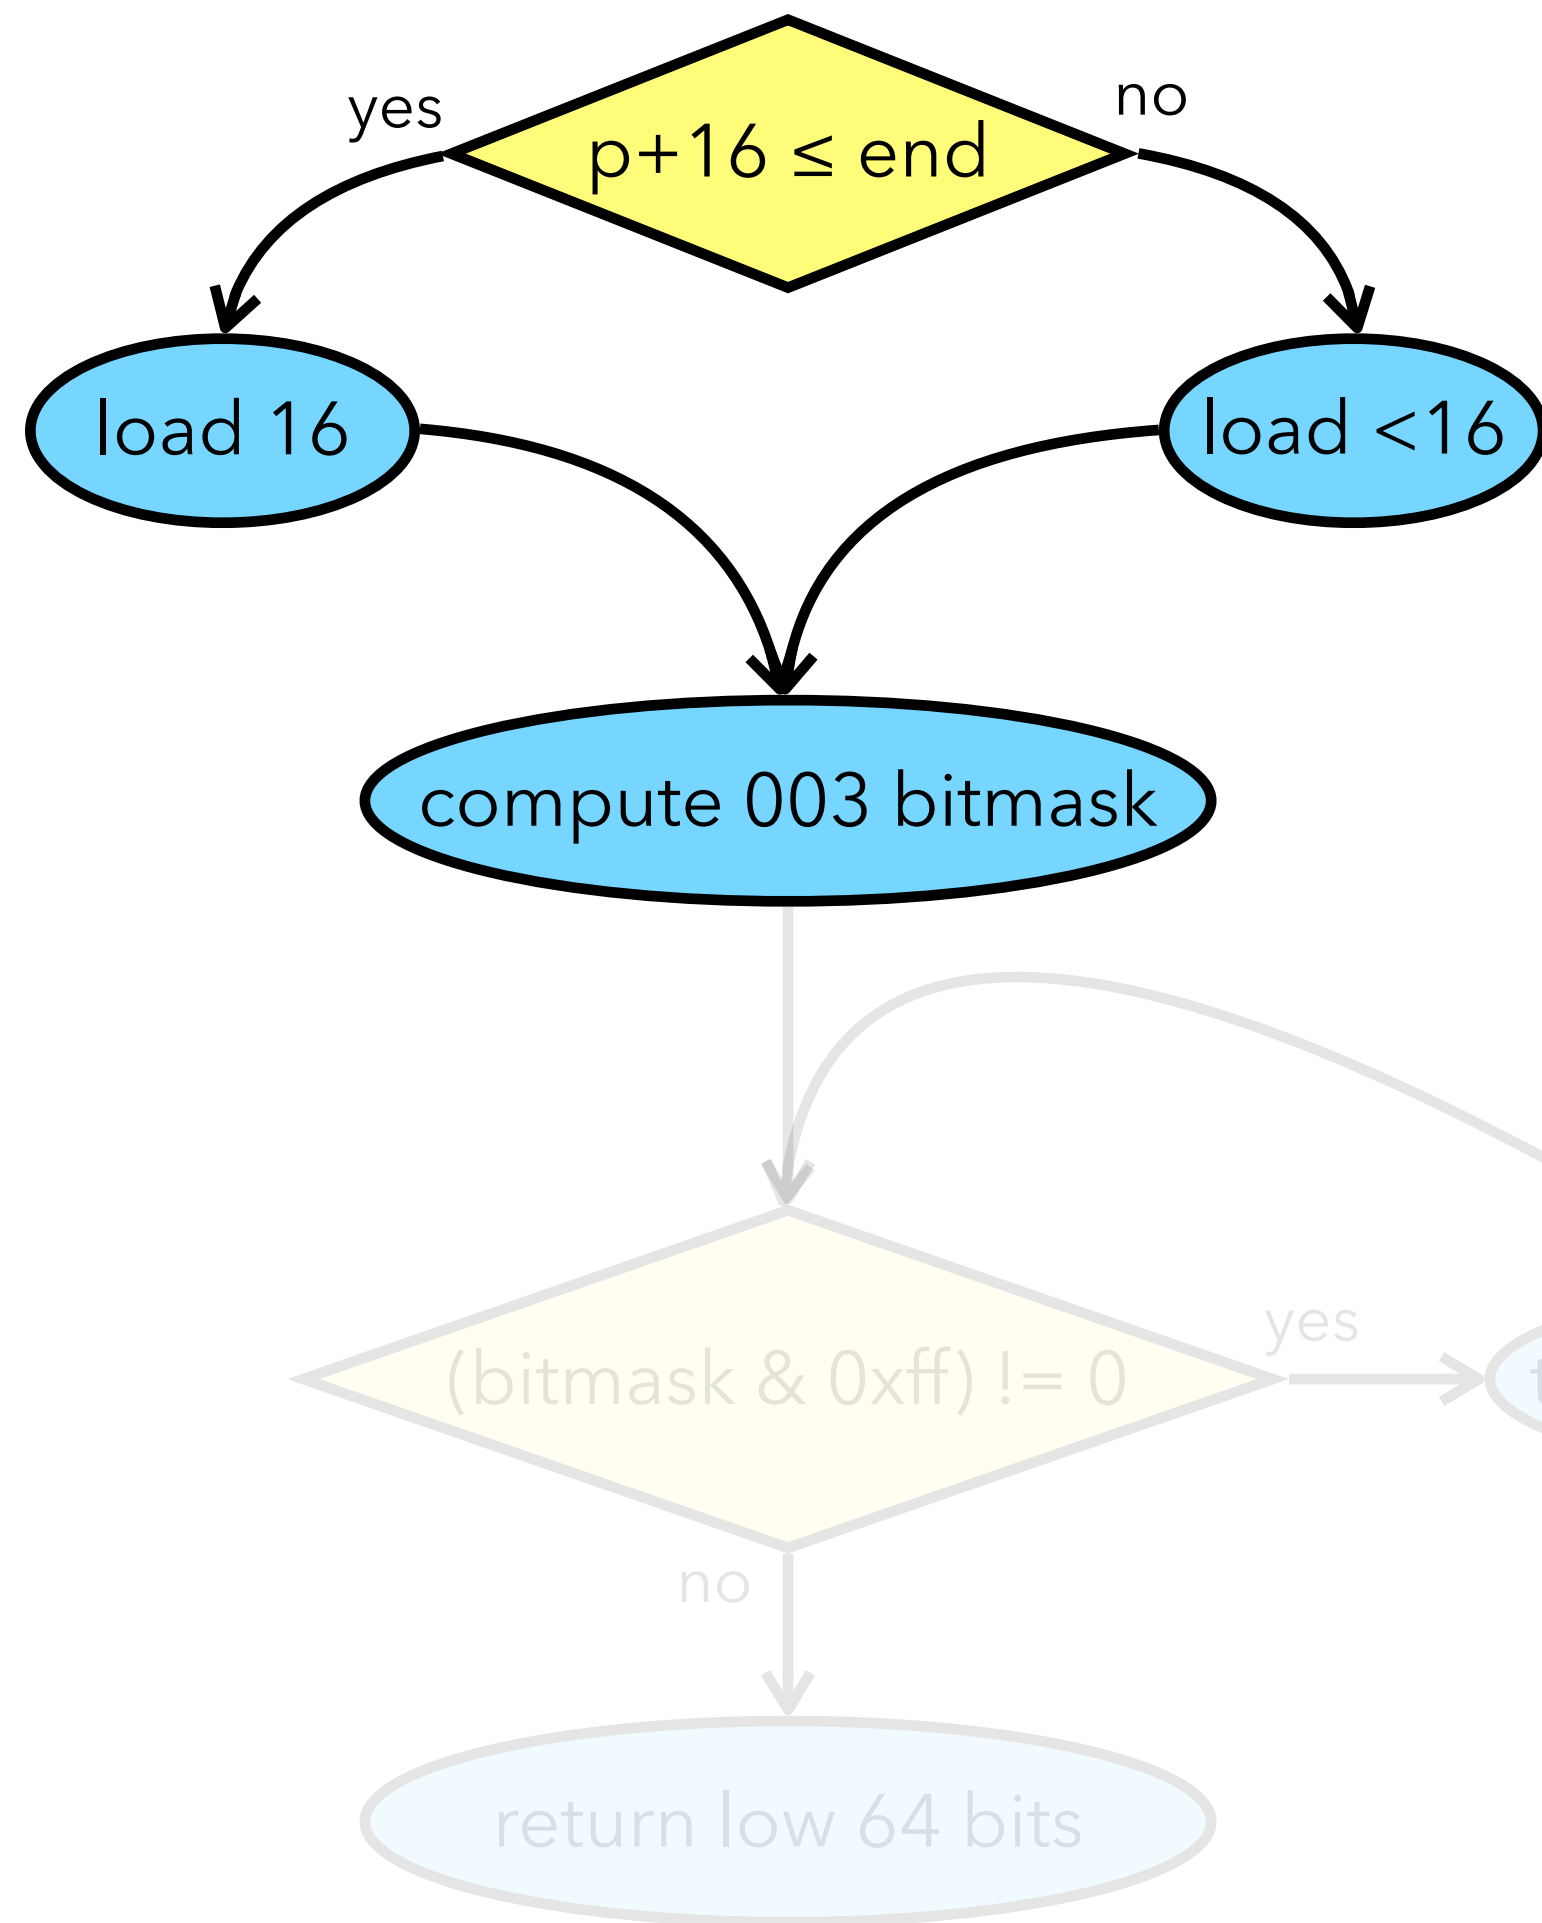 yes
no
p+16 ≤ end
load 16
load <16
compute 003 bitmask
(bitmask & 0xff) != 0
yes
no
return low 64 bits